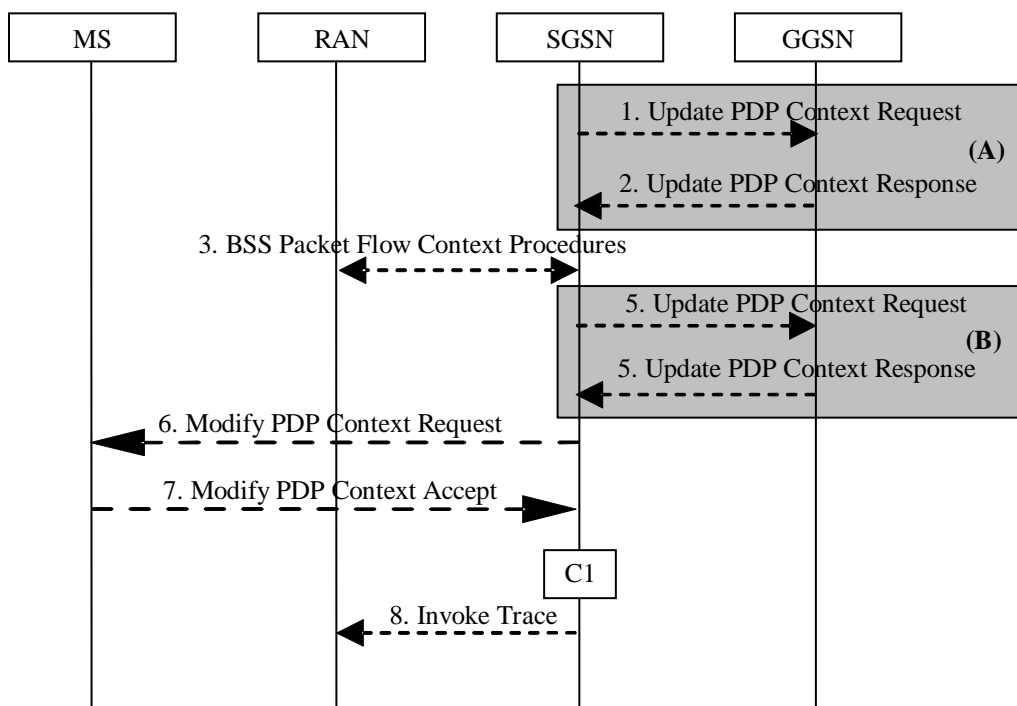 MS
RAN
SGSN
GGSN
1. Update PDP Context Request
(A)
2. Update PDP Context Response
3. BSS Packet Flow Context Procedures
5. Update PDP Context Request
(B)
5. Update PDP Context Response
6. Modify PDP Context Request
7. Modify PDP Context Accept
C1
8. Invoke Trace